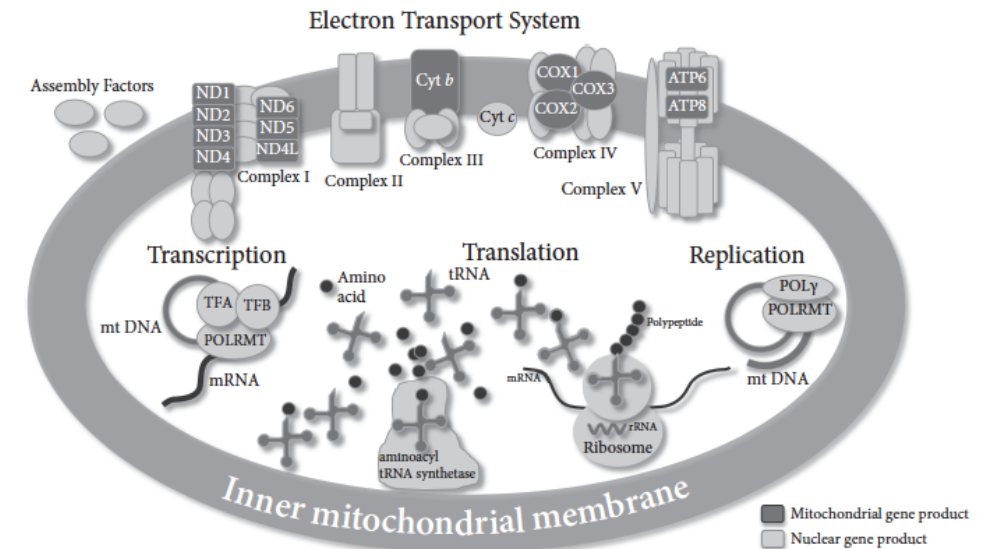 Electron Transport System
Assembly Factors
ND1
ND2
ND3
ND4
ND6
ND5
ND4L
Complex I
Complex II
Cyt b
Complex III
Cyt c
COX1
COX3
COX2
Complex IV
ATP6
ATP8
Complex V
Transcription
mt DNA
TFA
TFB
POLRMT
mRNA
Translation
Amino
acid
tRNA
aminoacyl
tRNA synthetase
mRNA
Polypeptide
rRNA
Ribosome
Replication
POLγ
POLRMT
mt DNA
Inner mitochondrial membrane
Mitochondrial gene product
Nuclear gene product